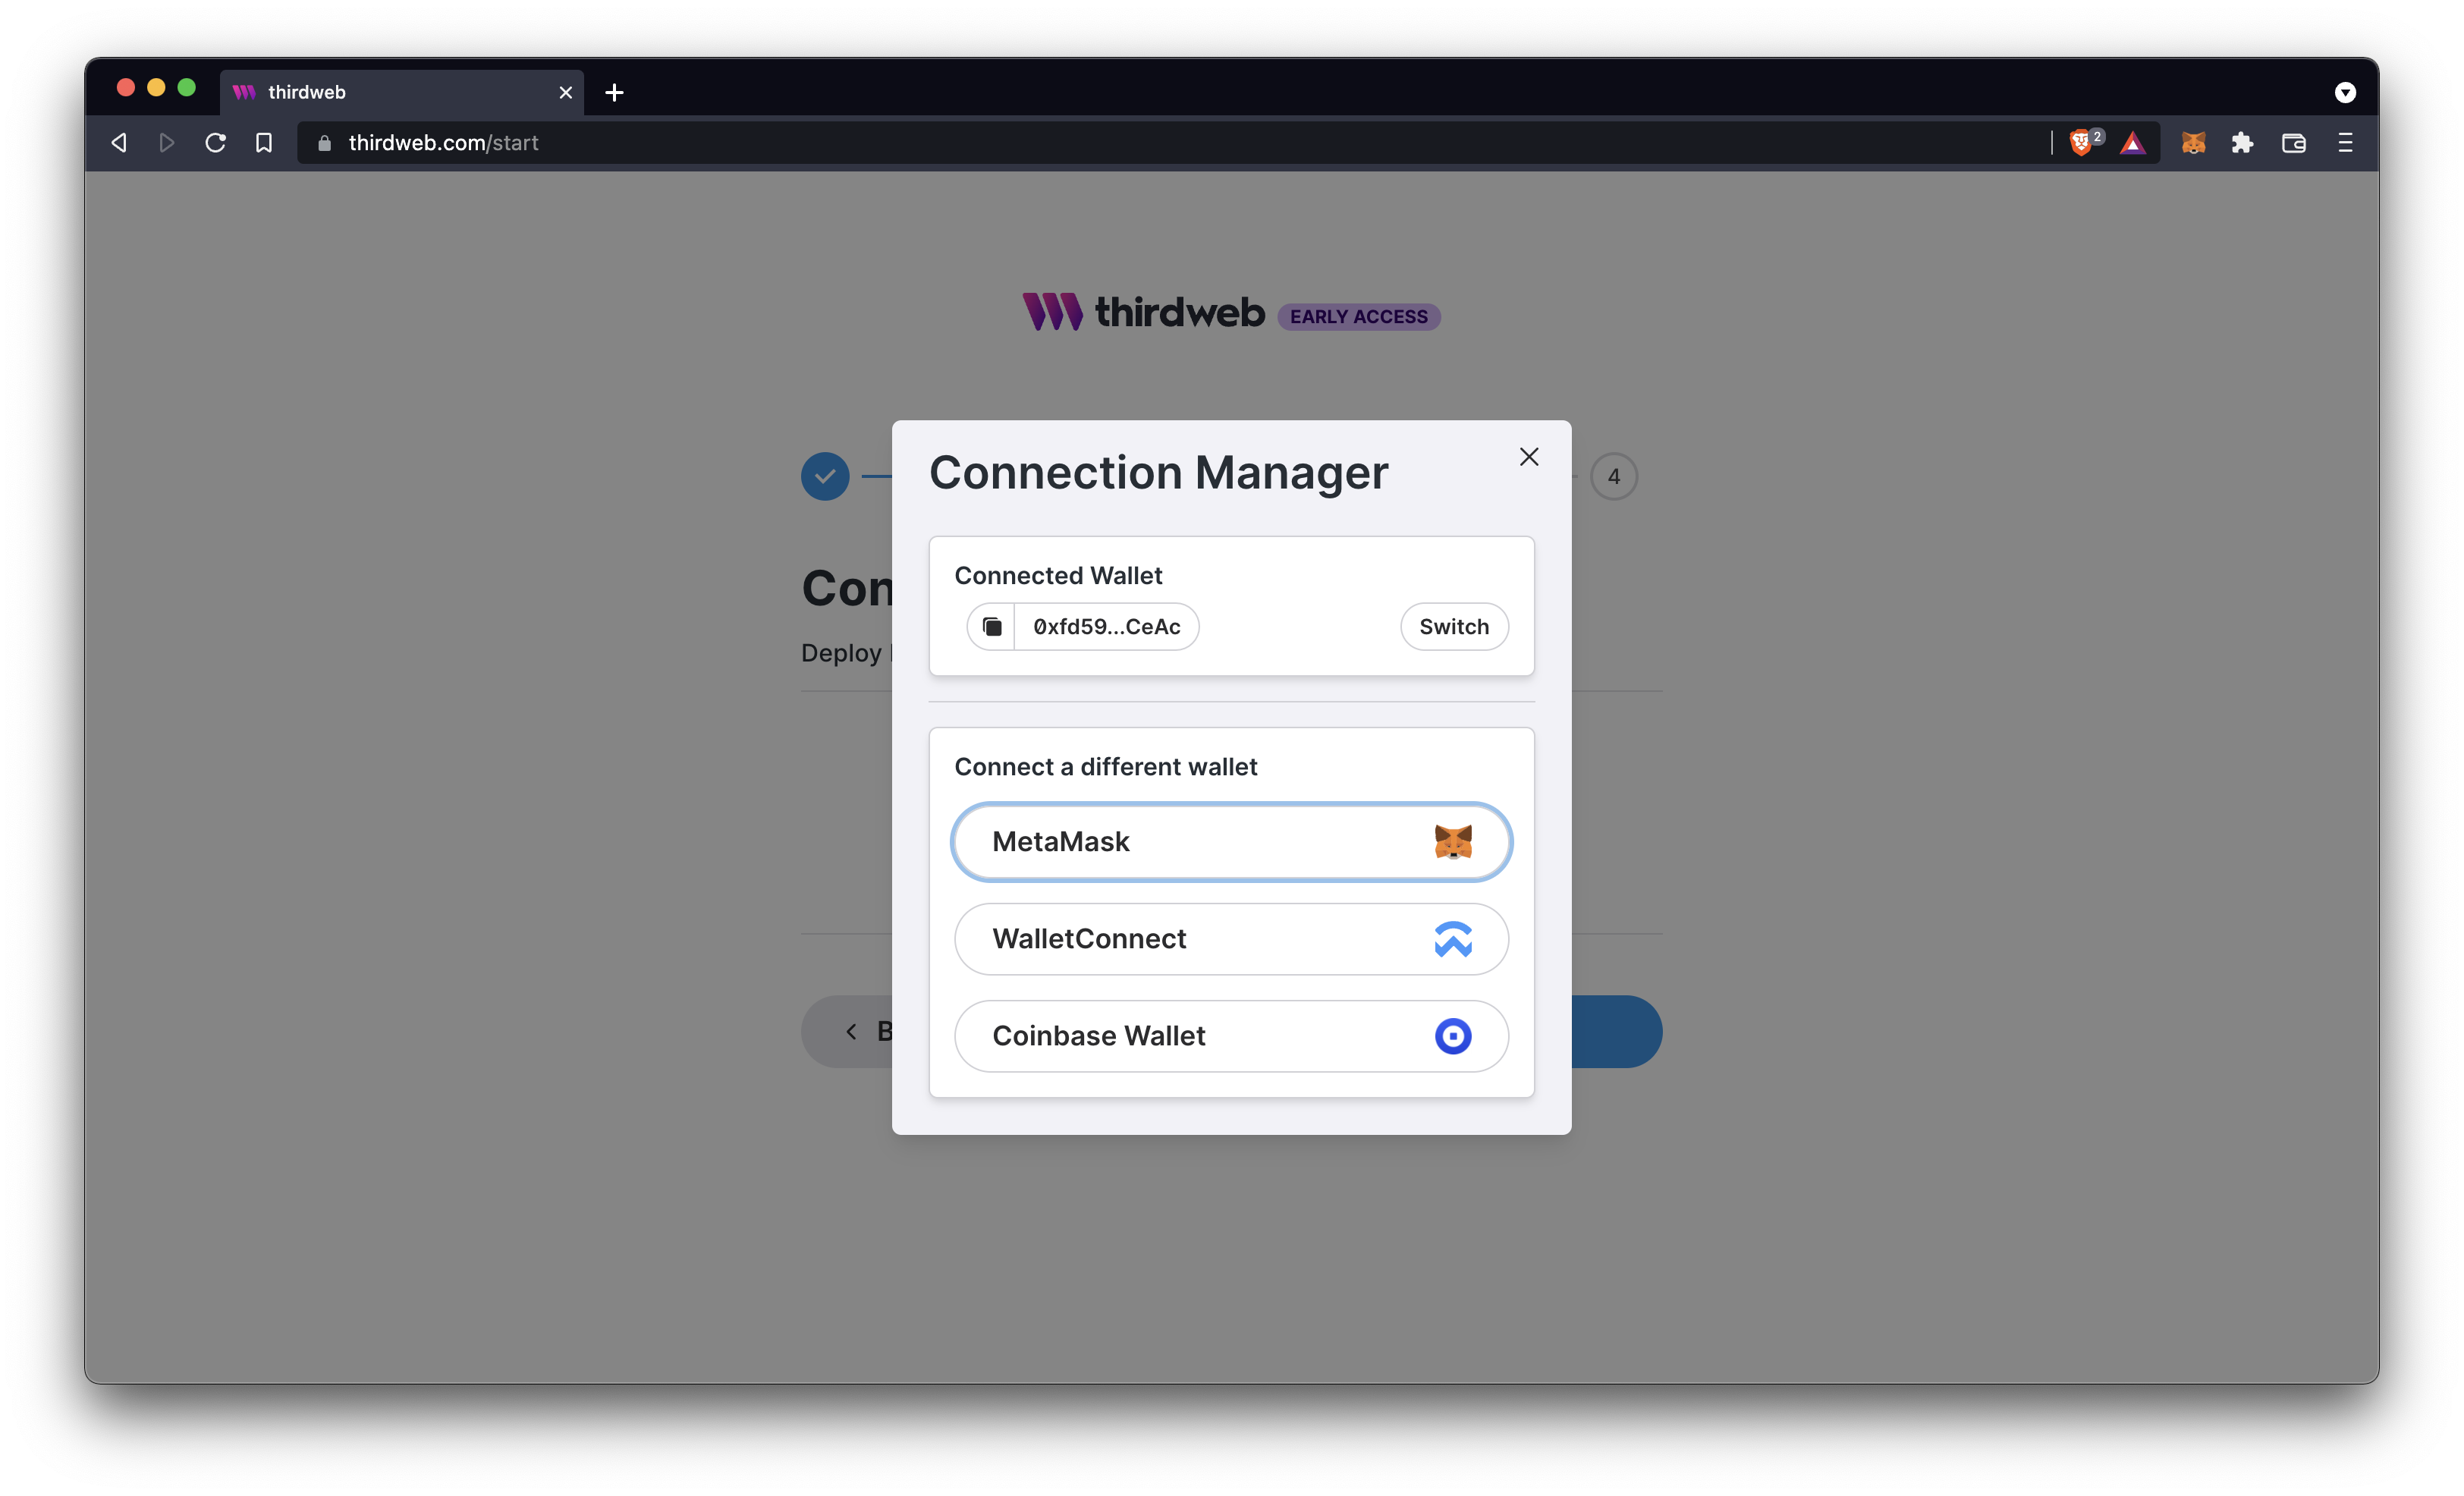 thirdweb
thirdweb.com/start
2
thirdweb EARLY ACCESS
4
Connection Manager
Connected Wallet
0xfd59...CeAc
Switch
Con
Deploy
Connect a different wallet
MetaMask
WalletConnect
Coinbase Wallet
B